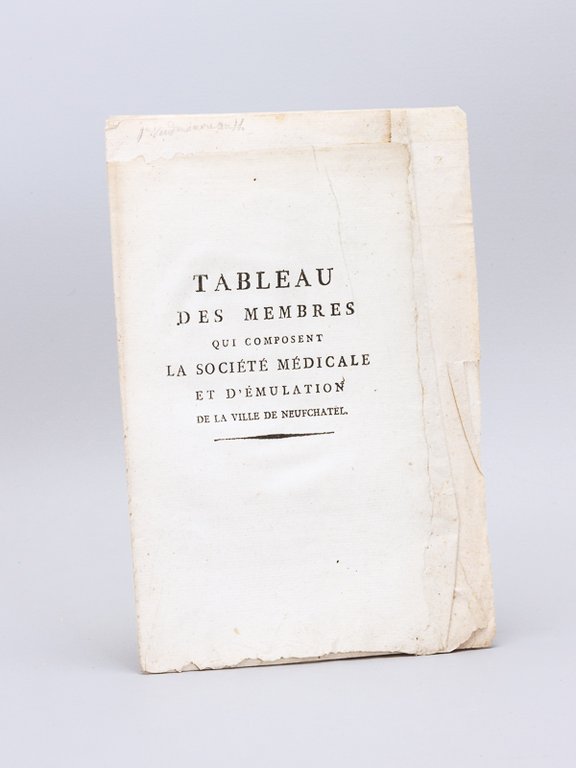 TABLEAU
DES MEMBRES
QUI COMPOSENT
LA SOCIÉTÉ MÉDICALE
ET D'ÉMULATION
DE LA VILLE DE NEUFCHATEL.